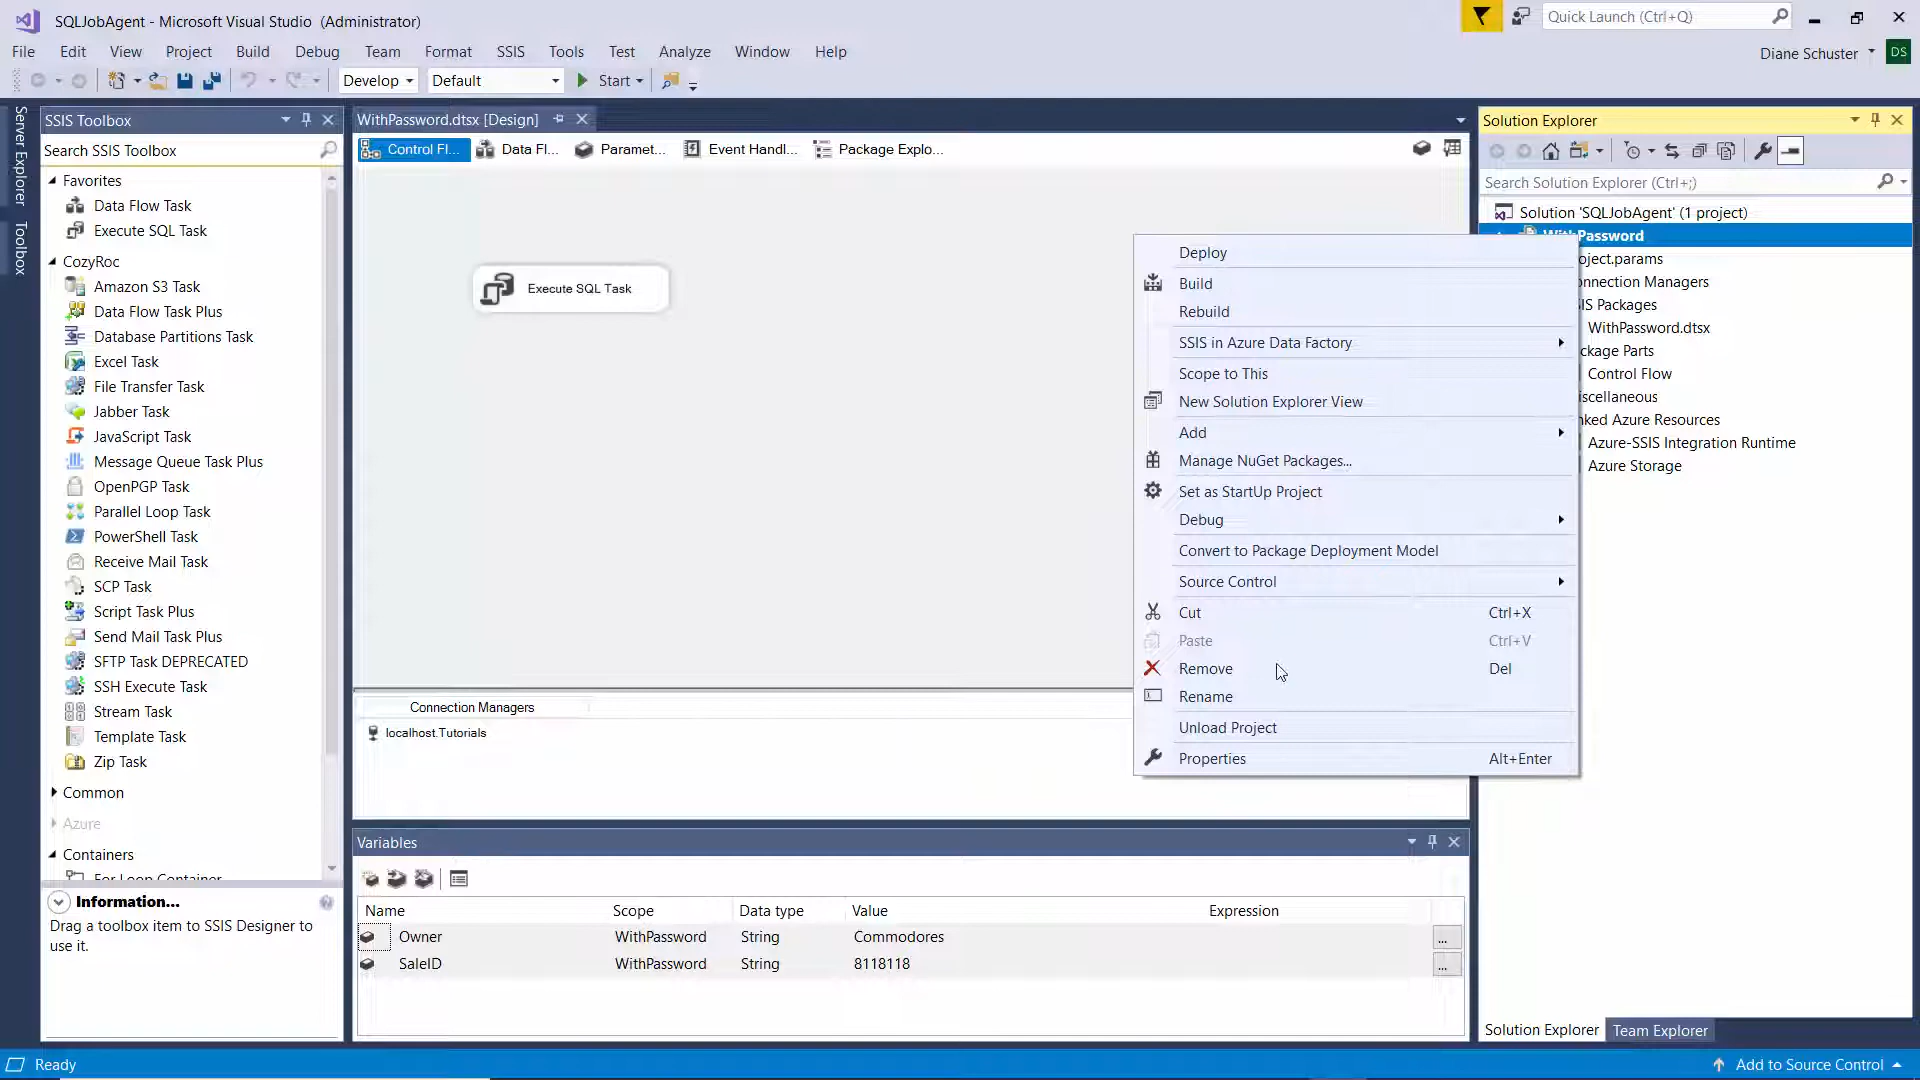 SQLJobAgent - Microsoft Visual Studio (Administrator)
Quick Launch (Ctrl+Q)
File Edit View Project Build Debug Team Format SSIS Tools Test Analyze Window Help
Diane Schuster
DS
Develop
Default
Start
Server Explorer
Toolbox
SSIS Toolbox
Search SSIS Toolbox
Favorites
Data Flow Task
Execute SQL Task
CozyRoc
Amazon S3 Task
Data Flow Task Plus
Database Partitions Task
Excel Task
File Transfer Task
Jabber Task
JavaScript Task
Message Queue Task Plus
OpenPGP Task
Parallel Loop Task
PowerShell Task
Receive Mail Task
SCP Task
Script Task Plus
Send Mail Task Plus
SFTP Task DEPRECATED
SSH Execute Task
Stream Task
Template Task
Zip Task
Common
Azure
Containers
For Loop Container
Information...
Drag a toolbox item to SSIS Designer to
use it.
WithPassword.dtsx [Design]
Control Fl...
Data Fl...
Paramet...
Event Handl...
Package Explo...
Execute SQL Task
Connection Managers
localhost.Tutorials
Variables
Name Scope Data type Value Expression
Owner WithPassword String Commodores ...
SaleID WithPassword String 8118118 ...
Deploy
Build
Rebuild
SSIS in Azure Data Factory
Scope to This
New Solution Explorer View
Add
Manage NuGet Packages...
Set as StartUp Project
Debug
Convert to Package Deployment Model
Source Control
Cut Ctrl+X
Paste Ctrl+V
Remove Del
Rename
Unload Project
Properties Alt+Enter
Solution Explorer
Search Solution Explorer (Ctrl+;)
Solution 'SQLJobAgent' (1 project)
WithPassword
oject.params
nnection Managers
IS Packages
WithPassword.dtsx
ckage Parts
Control Flow
scellaneous
nked Azure Resources
Azure-SSIS Integration Runtime
Azure Storage
Solution Explorer
Team Explorer
Ready
Add to Source Control